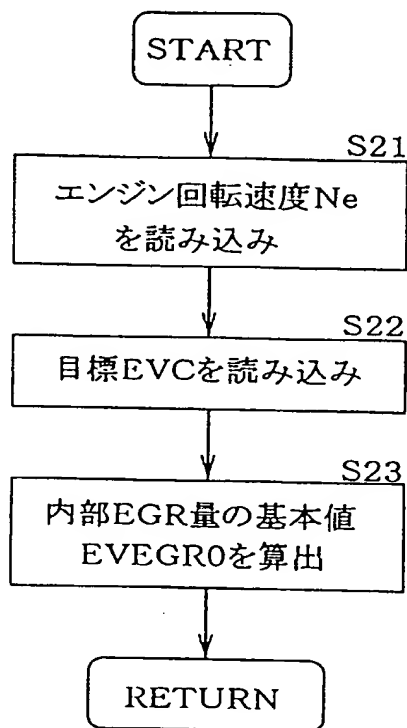 START
S21
エンジン回転速度Ne
を読み込み
S22
目標EVCを読み込み
S23
内部EGR量の基本値
EVEGR0を算出
RETURN